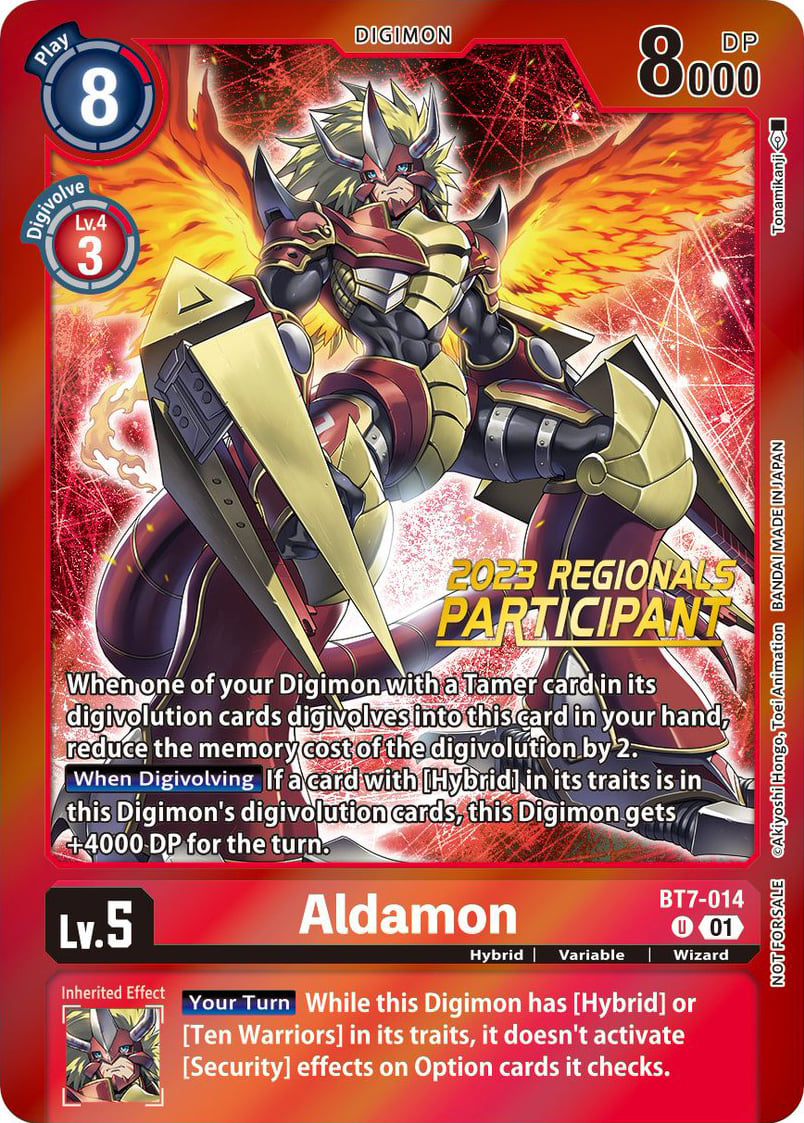 DIGIMON
Play
8
DP
8000
Digivolve
Lv.4
3
Tonamikanji
2023 REGIONALS
PARTICIPANT
When one of your Digimon with a Tamer card in its
digivolution cards digivolves into this card in your hand,
reduce the memory cost of the digivolution by 2.
When Digivolving If a card with [Hybrid] in its traits is in
this Digimon's digivolution cards, this Digimon gets
+4000 DP for the turn.
©Akiyoshi Hongo, Toei Animation BANDAI MADE IN JAPAN
NOT FOR SALE
Lv.5
Aldamon
BT7-014
U 01
Hybrid | Variable | Wizard
Inherited Effect
Your Turn While this Digimon has [Hybrid] or
[Ten Warriors] in its traits, it doesn't activate
[Security] effects on Option cards it checks.